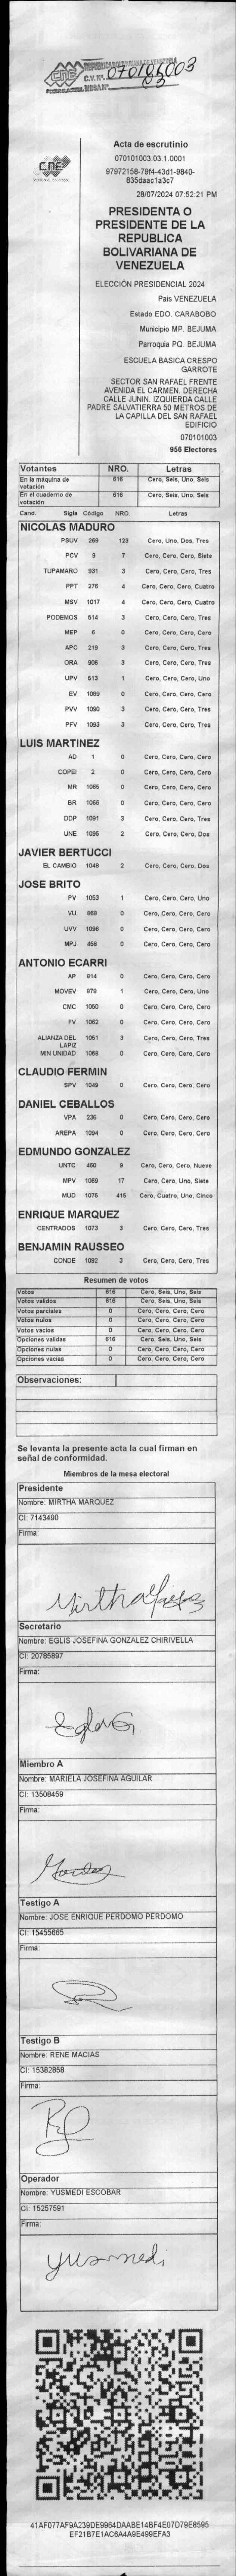 CNE
070101003
Acta de escrutinio
070101003.03.1.0001
28/07/2024 07:52:21 PM
PRESIDENTA O
PRESIDENTE DE LA
REPUBLICA
BOLIVARIANA DE
VENEZUELA
ELECCIÓN PRESIDENCIAL 2024
País VENEZUELA
Estado EDO. CARABOBO
Municipio MP. BEJUMA
Parroquia PQ. BEJUMA
ESCUELA BASICA CRESPO
GARROTE
SECTOR SAN RAFAEL FRENTE
AVENIDA EL CARMEN. DERECHA
CALLE JUNIN. IZQUIERDA CALLE
PADRE SALVATIERRA 50 METROS DE
LA CAPILLA DEL SAN RAFAEL
EDIFICIO
070101003
956 Electores
Votantes NRO. Letras
En la máquina de votación 616 Cero, Seis, Uno, Seis
En el cuaderno de votación 616 Cero, Seis, Uno, Seis
Cand. Sigla Código NRO. Letras
NICOLAS MADURO
PSUV 269 123 Cero, Uno, Dos, Tres
PCV 9 7 Cero, Cero, Cero, Siete
TUPAMARO 931 3 Cero, Cero, Cero, Tres
PPT 276 4 Cero, Cero, Cero, Cuatro
MSV 1017 4 Cero, Cero, Cero, Cuatro
PODEMOS 514 3 Cero, Cero, Cero, Tres
MEP 6 0 Cero, Cero, Cero, Cero
APC 219 3 Cero, Cero, Cero, Tres
ORA 906 3 Cero, Cero, Cero, Tres
UPV 513 1 Cero, Cero, Cero, Uno
EV 1089 0 Cero, Cero, Cero, Cero
PVV 1090 3 Cero, Cero, Cero, Tres
PFV 1093 3 Cero, Cero, Cero, Tres
LUIS MARTINEZ
AD 1 0 Cero, Cero, Cero, Cero
COPEI 2 0 Cero, Cero, Cero, Cero
MR 1065 0 Cero, Cero, Cero, Cero
BR 1066 0 Cero, Cero, Cero, Cero
DDP 1091 3 Cero, Cero, Cero, Tres
UNE 1095 2 Cero, Cero, Cero, Dos
JAVIER BERTUCCI
EL CAMBIO 1048 2 Cero, Cero, Cero, Dos
JOSE BRITO
PV 1053 1 Cero, Cero, Cero, Uno
VU 968 0 Cero, Cero, Cero, Cero
UVV 1096 0 Cero, Cero, Cero, Cero
MPJ 458 0 Cero, Cero, Cero, Cero
ANTONIO ECARRI
AP 914 0 Cero, Cero, Cero, Cero
MOVEV 979 1 Cero, Cero, Cero, Uno
CMC 1050 0 Cero, Cero, Cero, Cero
FV 1062 0 Cero, Cero, Cero, Cero
ALIANZA DEL LAPIZ 1051 3 Cero, Cero, Cero, Tres
MIN UNIDAD 1068 0 Cero, Cero, Cero, Cero
CLAUDIO FERMIN
SPV 1049 0 Cero, Cero, Cero, Cero
DANIEL CEBALLOS
VPA 236 0 Cero, Cero, Cero, Cero
AREPA 1094 0 Cero, Cero, Cero, Cero
EDMUNDO GONZALEZ
UNTC 460 9 Cero, Cero, Cero, Nueve
MPV 1069 17 Cero, Cero, Uno, Siete
MUD 1075 415 Cero, Cuatro, Uno, Cinco
ENRIQUE MARQUEZ
CENTRADOS 1073 3 Cero, Cero, Cero, Tres
BENJAMIN RAUSSEO
CONDE 1092 3 Cero, Cero, Cero, Tres
Resumen de votos
Votos 616 Cero, Seis, Uno, Seis
Votos validos 616 Cero, Seis, Uno, Seis
Votos parciales 0 Cero, Cero, Cero, Cero
Votos nulos 0 Cero, Cero, Cero, Cero
Votos vacios 0 Cero, Cero, Cero, Cero
Opciones validas 616 Cero, Seis, Uno, Seis
Opciones nulas 0 Cero, Cero, Cero, Cero
Opciones vacias 0 Cero, Cero, Cero, Cero
Observaciones:
Se levanta la presente acta la cual firman en
señal de conformidad.
Miembros de la mesa electoral
Presidente
Nombre: MIRTHA MARQUEZ
CI: 7143490
Firma:
Secretario
Nombre: EGLIS JOSEFINA GONZALEZ CHIRIVELLA
CI: 20785897
Firma:
Miembro A
Nombre: MARIELA JOSEFINA AGUILAR
CI: 13508459
Firma:
Testigo A
Nombre: JOSE ENRIQUE PERDOMO PERDOMO
CI: 15455665
Firma:
Testigo B
Nombre: RENE MACIAS
CI: 15382858
Firma:
Operador
Nombre: YUSMEDI ESCOBAR
CI: 15257591
Firma:
Yusmedi
41AF077AF9A239DE9964DAABE14BF4E07D79E8595
EF21B7E1AC6A4A9E499EFA3